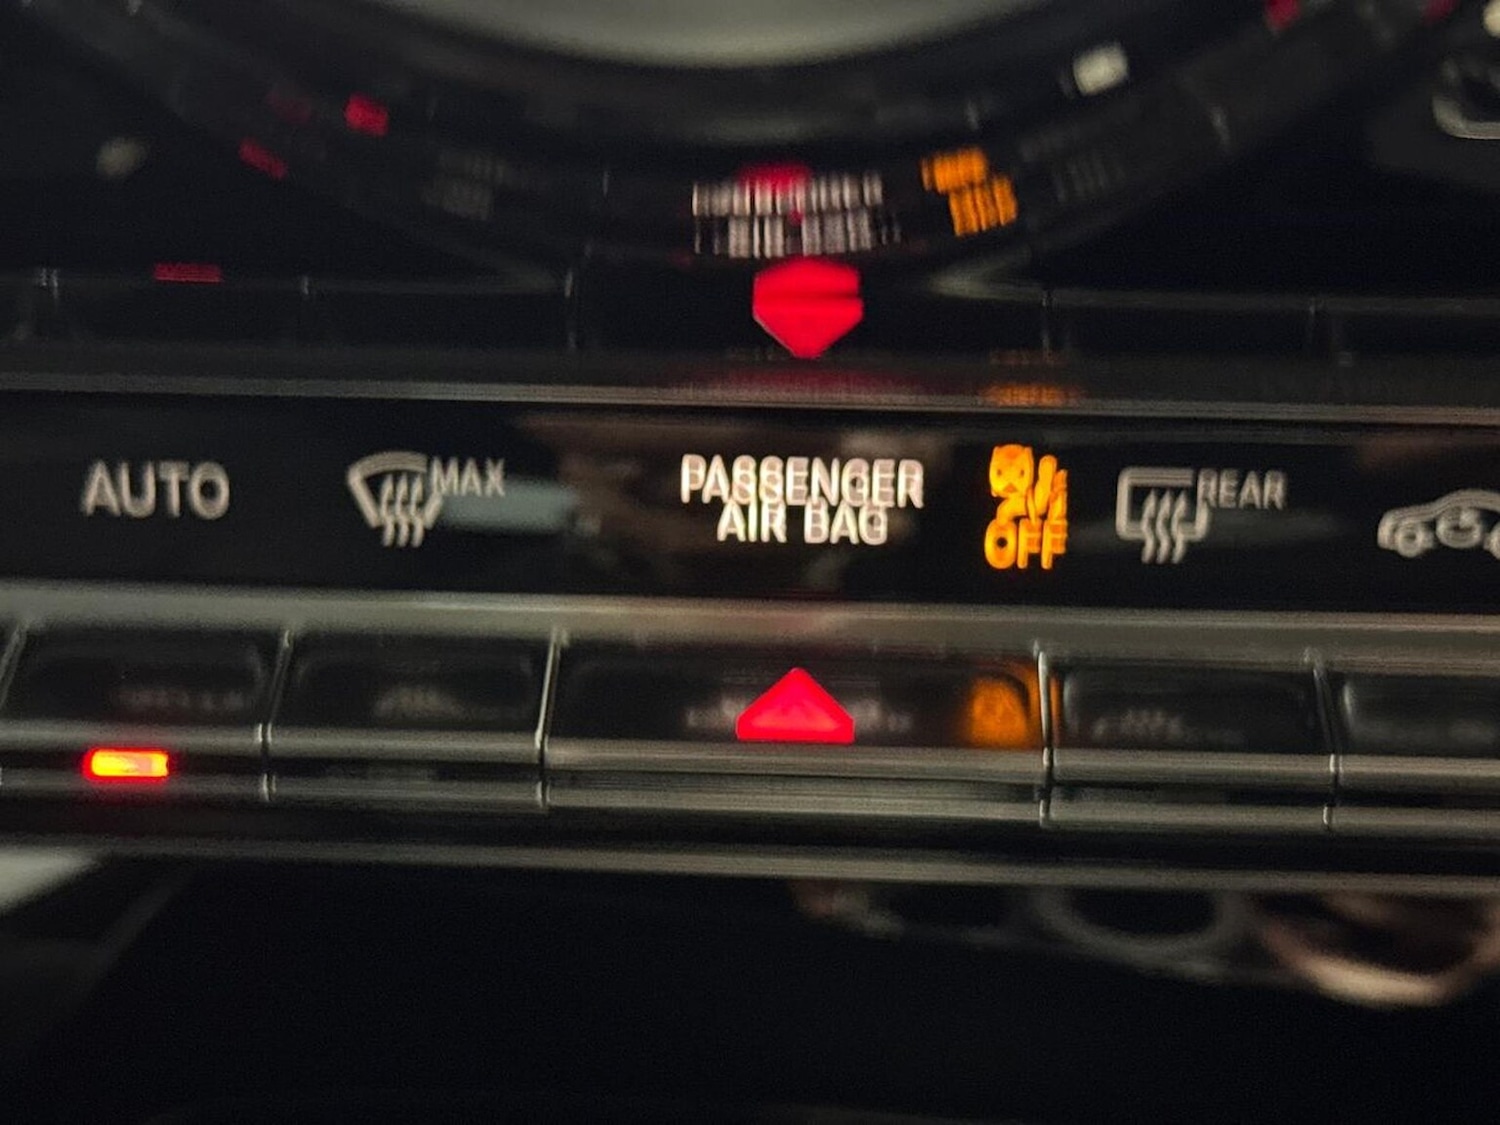 AUTO
MAX
PASSENGER
AIR BAG
OFF
REAR